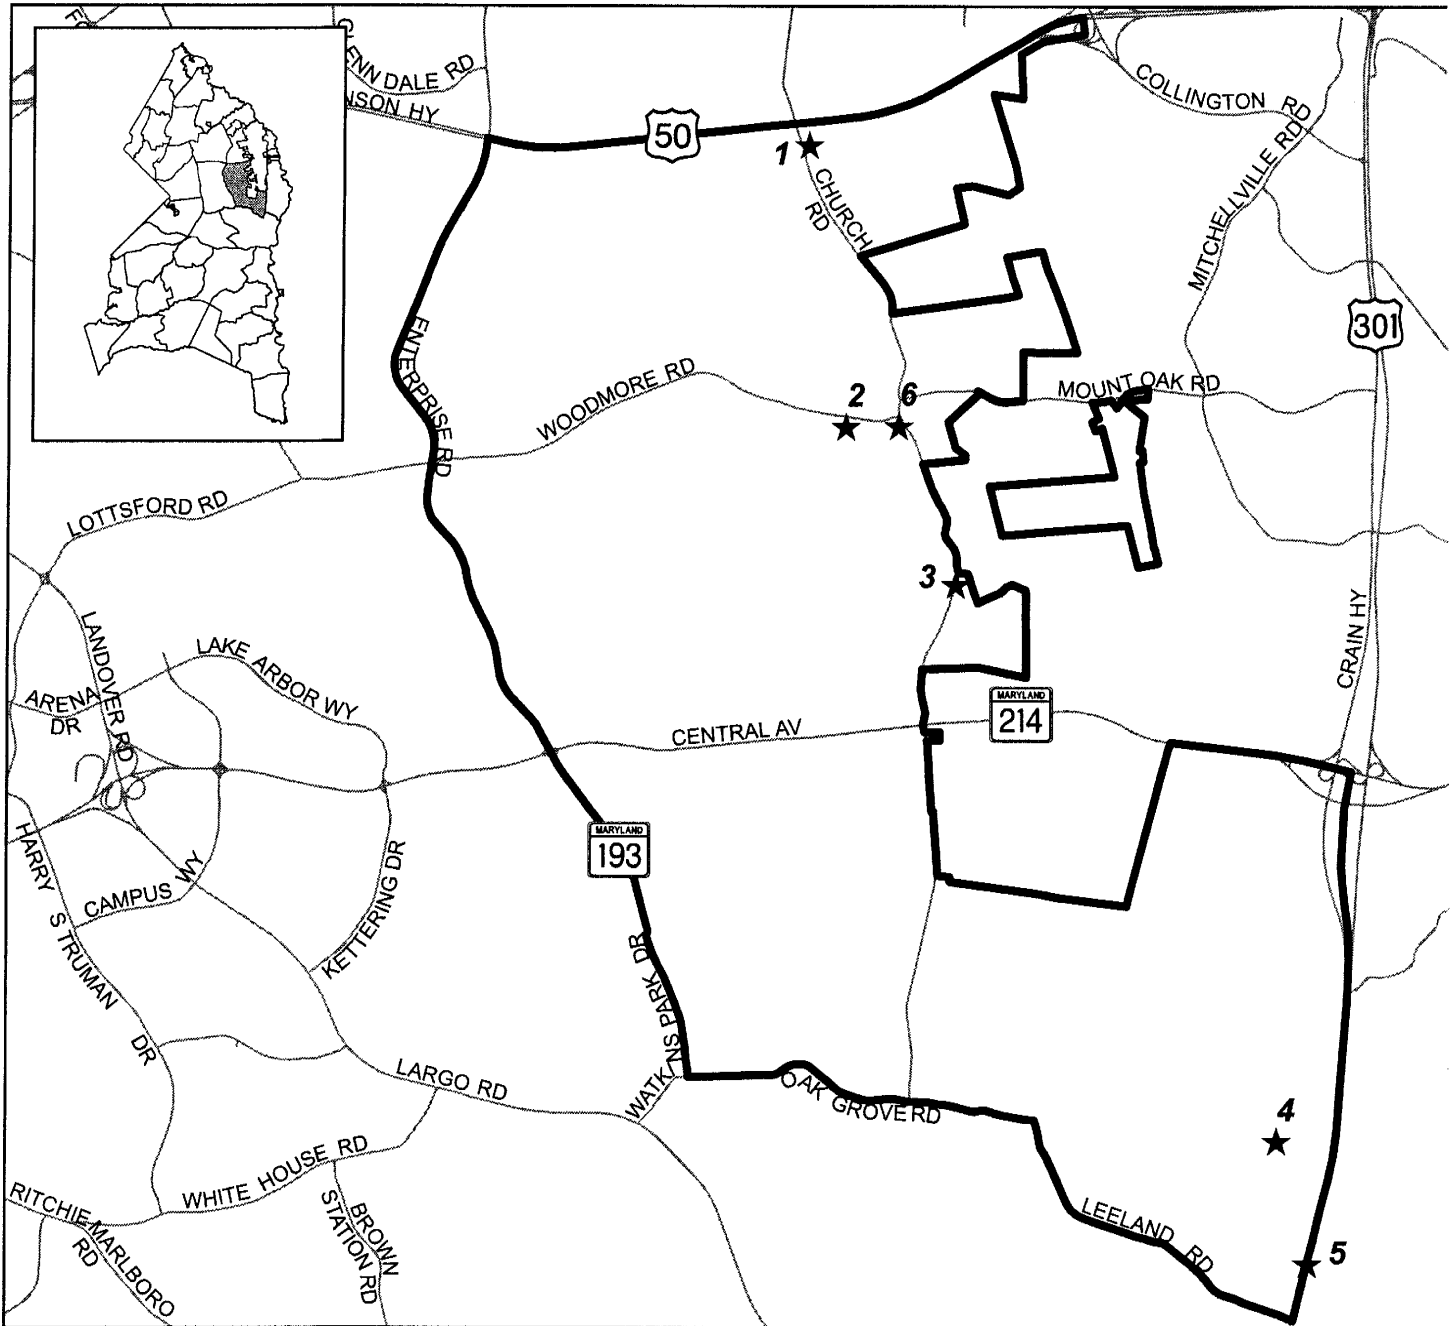 GLENN DALE RD
NSON HY
50
COLLINGTON RD
MITCHELLVILLE RD
1
CHURCH
RD
301
ENTERPRISE RD
WOODMORE RD
2
6
MOUNT OAK RD
LOTTSFORD RD
3
LANDOVER RD
LAKE ARBOR WY
ARENA
DR
CRAIN HY
MARYLAND
214
CENTRAL AV
MARYLAND
193
HARRY S TRUMAN DR
CAMPUS WY
KETTERING DR
WATKINS PARK DR
LARGO RD
OAK GROVE RD
4
WHITE HOUSE RD
RITCHIE MARLBORO
RD
BROWN
STATION RD
LEELAND RD
5